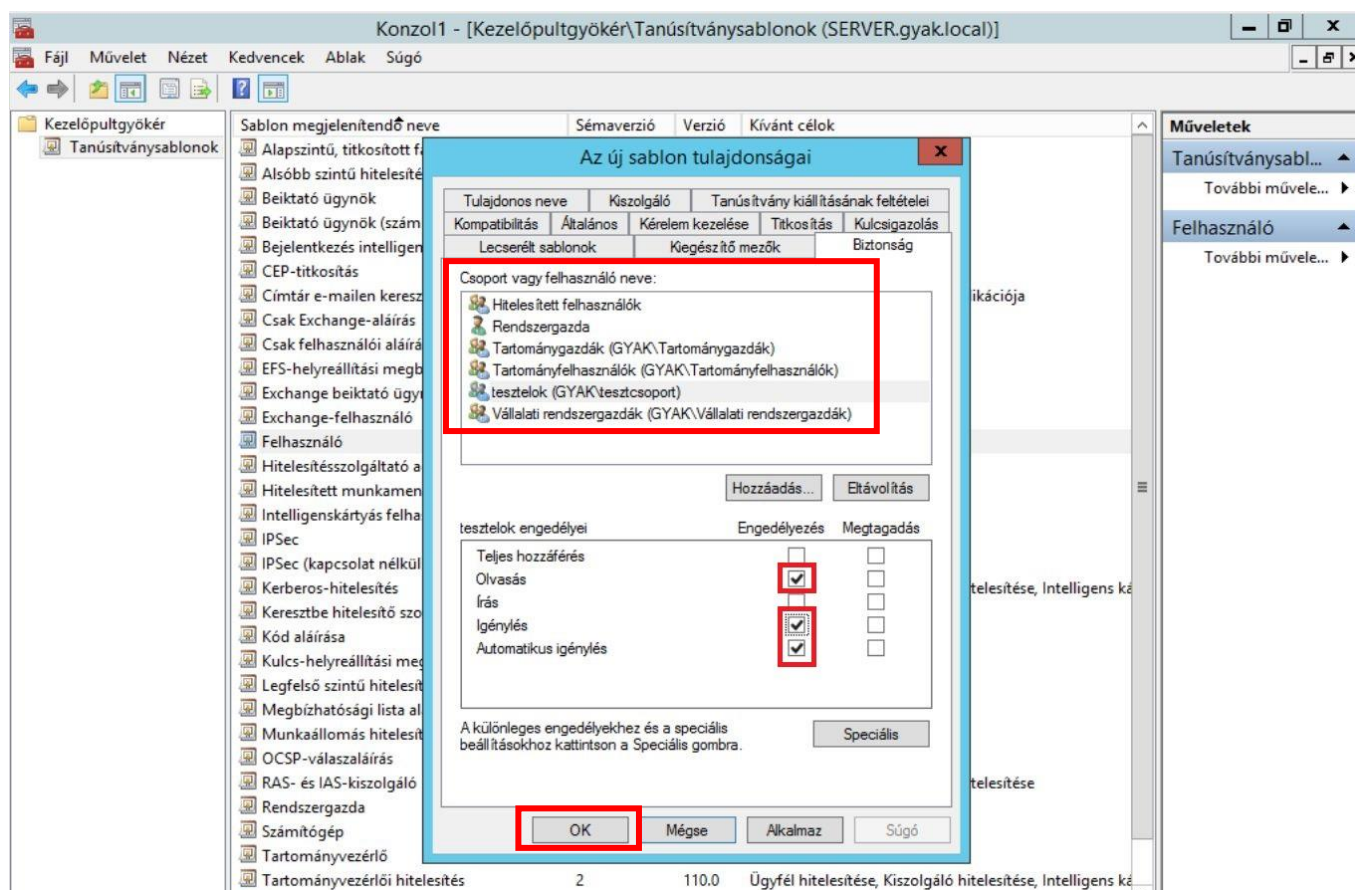 Konzol1 - [Kezelőpultgyökér\Tanúsítványsablonok (SERVER.gyak.local)]
Fájl Művelet Nézet Kedvencek Ablak Súgó
Kezelőpultgyökér
Tanúsítványsablonok
Sablon megjelenítendő neve Sémaverzió Verzió Kívánt célok
Alapszintű, titkosított f
Alsóbb szintű hitelesíté
Beiktató ügynök
Beiktató ügynök (szám
Bejelentkezés intelligen
CEP-titkosítás
Címtár e-mailen keresz ikációja
Csak Exchange-aláírás
Csak felhasználói aláírá
EFS-helyreállítási megb
Exchange beiktató ügy
Exchange-felhasználó
Felhasználó
Hitelesítésszolgáltató a
Hitelesített munkamen
Intelligenskártyás felha
IPSec
IPSec (kapcsolat nélkül
Kerberos-hitelesítés telesítése, Intelligens ká
Keresztbe hitelesítő szo
Kód aláírása
Kulcs-helyreállítási meg
Legfelső szintű hitelesít
Megbízhatósági lista al
Munkaállomás hitelesít
OCSP-válaszaláírás
RAS- és IAS-kiszolgáló telesítése
Rendszergazda
Számítógép
Tartományvezérlő
Tartományvezérlői hitelesítés 2 110.0 Ügyfél hitelesítése, Kiszolgáló hitelesítése, Intelligens ká
Az új sablon tulajdonságai
x
Tulajdonos neve Kiszolgáló Tanúsítvány kiállításának feltételei
Kompatibilitás Általános Kérelem kezelése Titkosítás Kulcsigazolás
Lecserélt sablonok Kiegészítő mezők Biztonság
Csoport vagy felhasználó neve:
Hitelesített felhasználók
Rendszergazda
Tartománygazdák (GYAK\Tartománygazdák)
Tartományfelhasználók (GYAK\Tartományfelhasználók)
tesztelok (GYAK\tesztcsoport)
Vállalati rendszergazdák (GYAK\Vállalati rendszergazdák)
Hozzáadás... Eltávolítás
tesztelok engedélyei Engedélyezés Megtagadás
Teljes hozzáférés
Olvasás
Írás
Igénylés
Automatikus igénylés
A különleges engedélyekhez és a speciális
beállításokhoz kattintson a Speciális gombra.
Speciális
OK Mégse Alkalmaz Súgó
Műveletek
Tanúsítványsabl...
További művele...
Felhasználó
További művele...